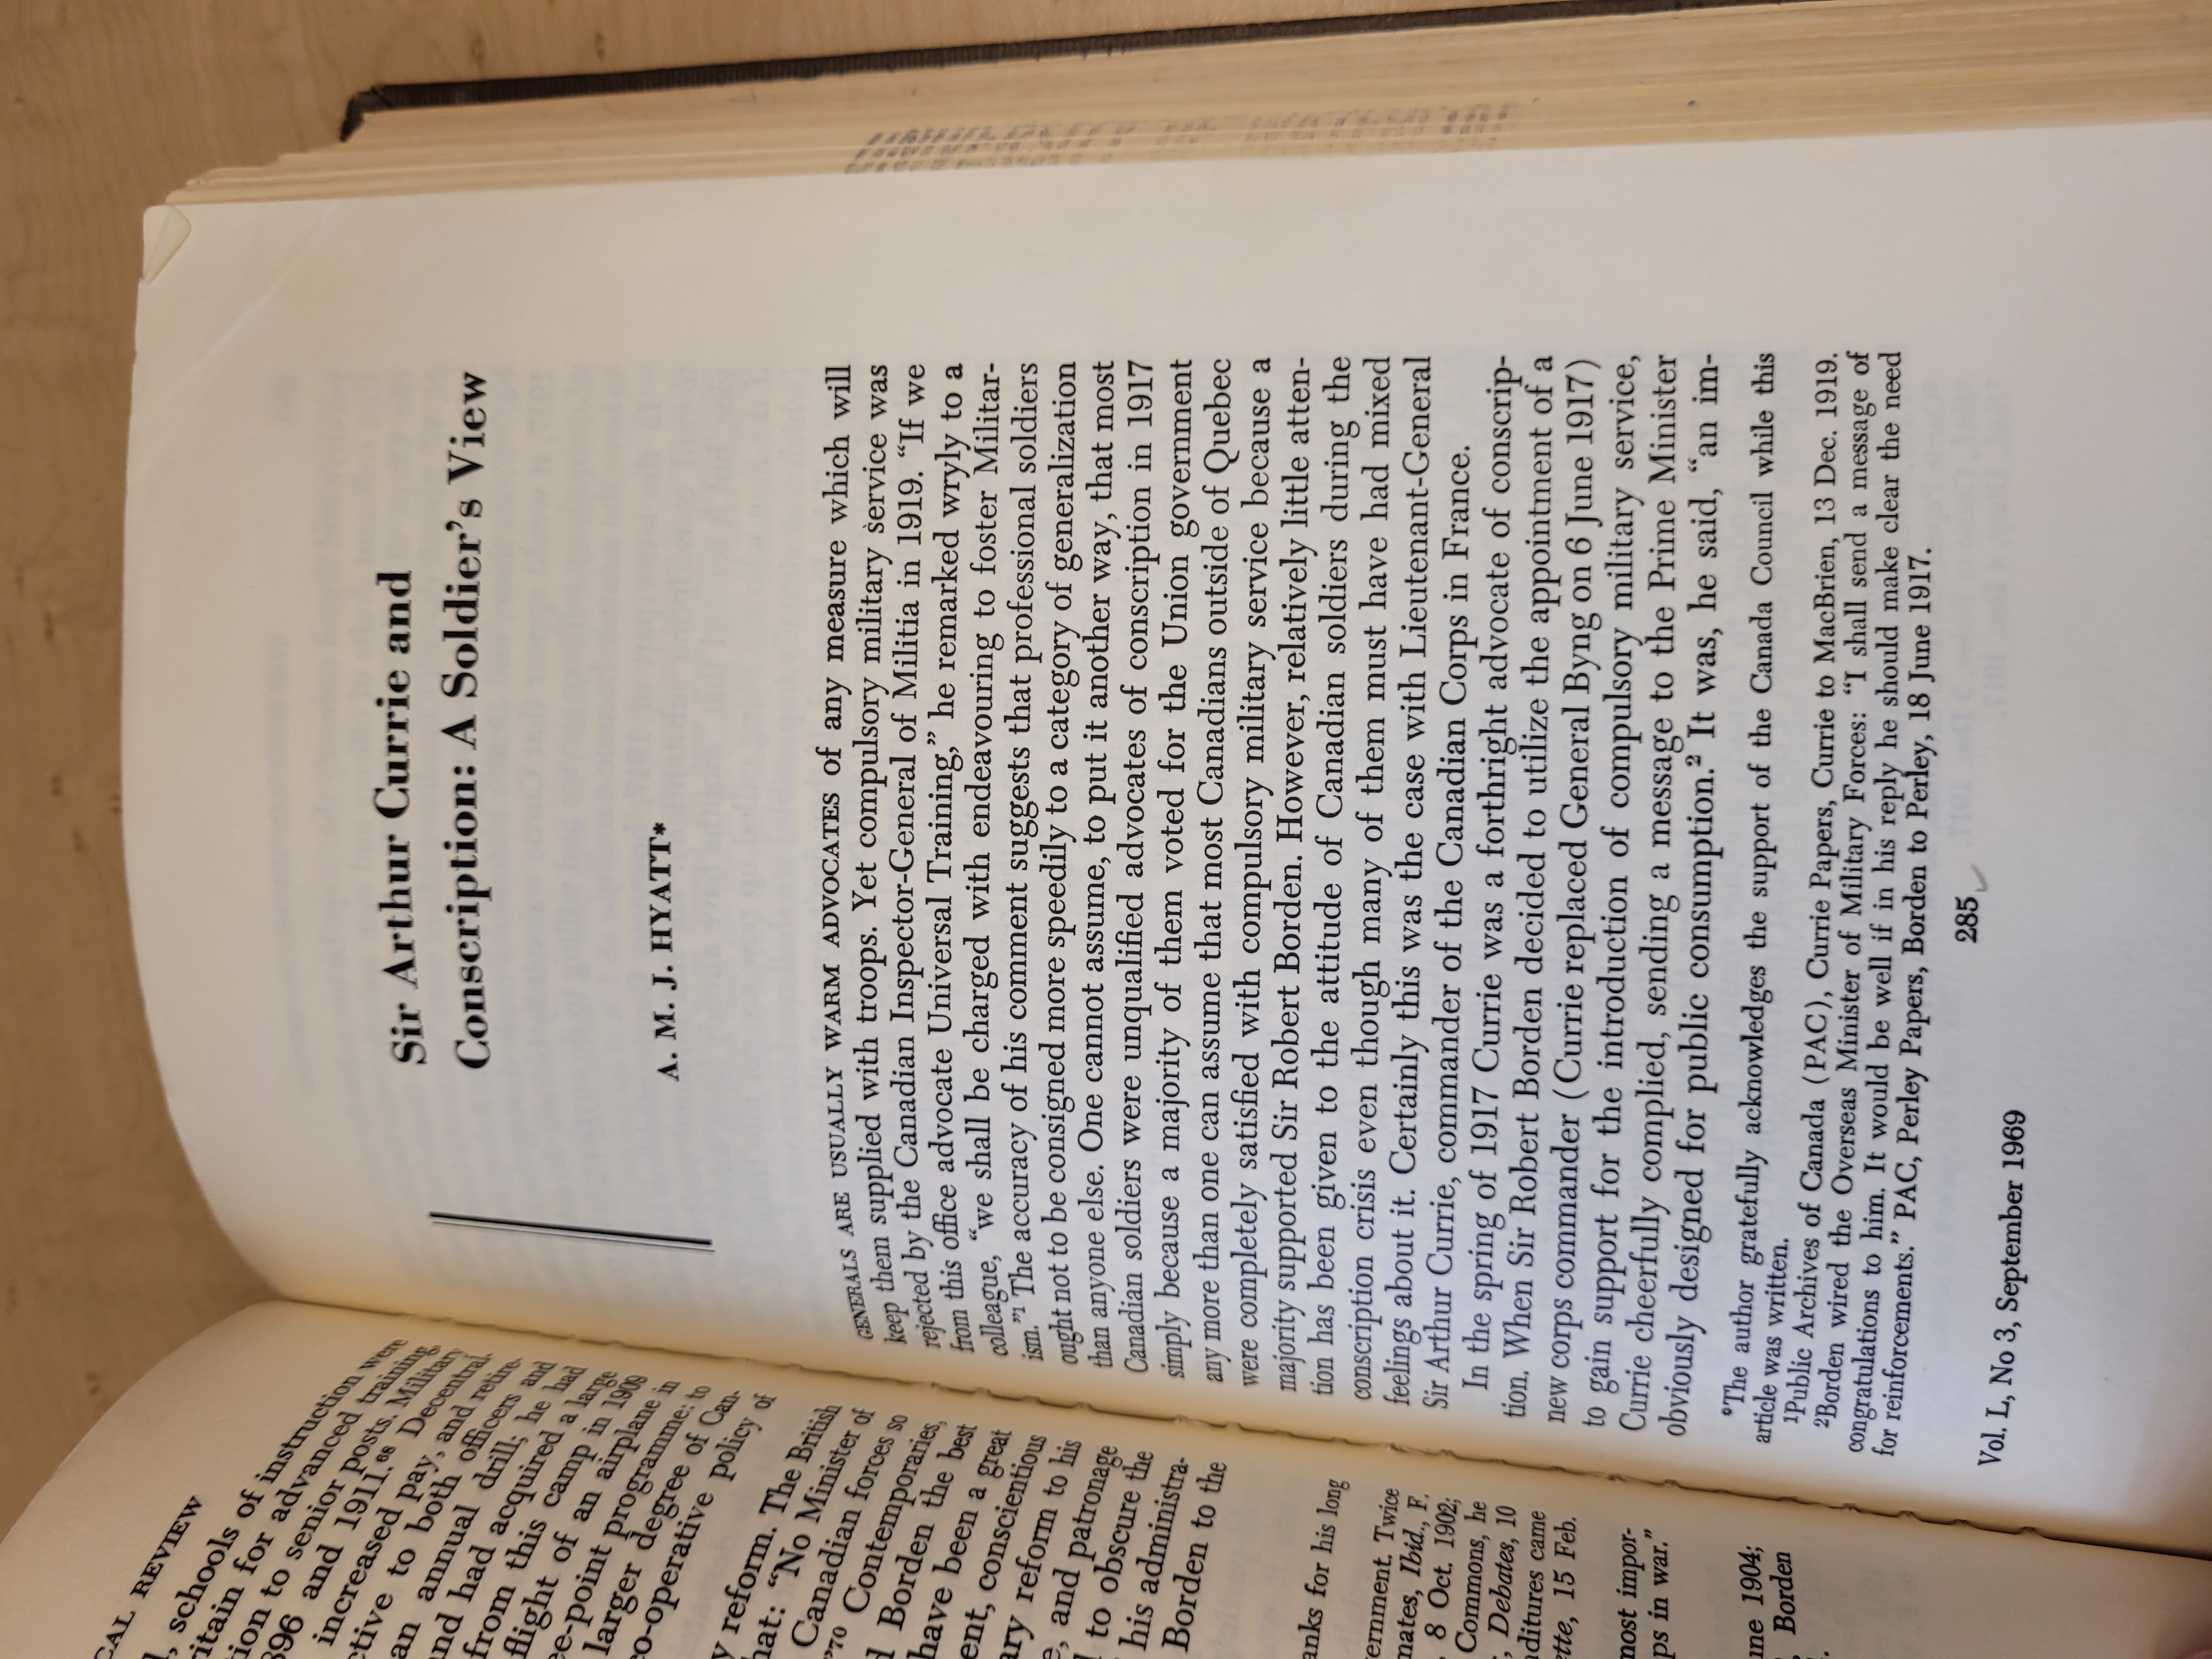 CAL REVIEW
schools of instruction were
ritain for advanced training,
tion to senior posts. Military
896 and 1911.⁶⁸ Decentral-
increased pay, and retire-
ctive to both officers and
an annual drill; he had
nd had acquired a large
from this camp in 1909
flight of an airplane in
ee-point programme: to
larger degree of Can-
co-operative policy of
y reform. The British
hat: “No Minister of
Canadian forces so
”⁷⁰ Contemporaries,
d Borden the best
have been a great
ent, conscientious
ary reform to his
e, and patronage
l to obscure the
his administra-
Borden to the
anks for his long
ernment. Twice
mates, Ibid., F.
, 8 Oct. 1902;
Commons, he
, Debates, 10
nditures came
ette, 15 Feb.
most impor-
ps in war.”
une 1904;
, Borden
Sir Arthur Currie and
Conscription: A Soldier’s View
A. M. J. HYATT*
GENERALS ARE USUALLY WARM ADVOCATES of any measure which will
keep them supplied with troops. Yet compulsory military service was
rejected by the Canadian Inspector-General of Militia in 1919. “If we
from this office advocate Universal Training,” he remarked wryly to a
colleague, “we shall be charged with endeavouring to foster Militar-
ism.”¹ The accuracy of his comment suggests that professional soldiers
ought not to be consigned more speedily to a category of generalization
than anyone else. One cannot assume, to put it another way, that most
Canadian soldiers were unqualified advocates of conscription in 1917
simply because a majority of them voted for the Union government
any more than one can assume that most Canadians outside of Quebec
were completely satisfied with compulsory military service because a
majority supported Sir Robert Borden. However, relatively little atten-
tion has been given to the attitude of Canadian soldiers during the
conscription crisis even though many of them must have had mixed
feelings about it. Certainly this was the case with Lieutenant-General
Sir Arthur Currie, commander of the Canadian Corps in France.
In the spring of 1917 Currie was a forthright advocate of conscrip-
tion. When Sir Robert Borden decided to utilize the appointment of a
new corps commander (Currie replaced General Byng on 6 June 1917)
to gain support for the introduction of compulsory military service,
Currie cheerfully complied, sending a message to the Prime Minister
obviously designed for public consumption.² It was, he said, “an im-
*The author gratefully acknowledges the support of the Canada Council while this
article was written.
¹Public Archives of Canada (PAC), Currie Papers, Currie to MacBrien, 13 Dec. 1919.
²Borden wired the Overseas Minister of Military Forces: “I shall send a message of
congratulations to him. It would be well if in his reply he should make clear the need
for reinforcements.” PAC, Perley Papers, Borden to Perley, 18 June 1917.
285
Vol. L, No 3, September 1969